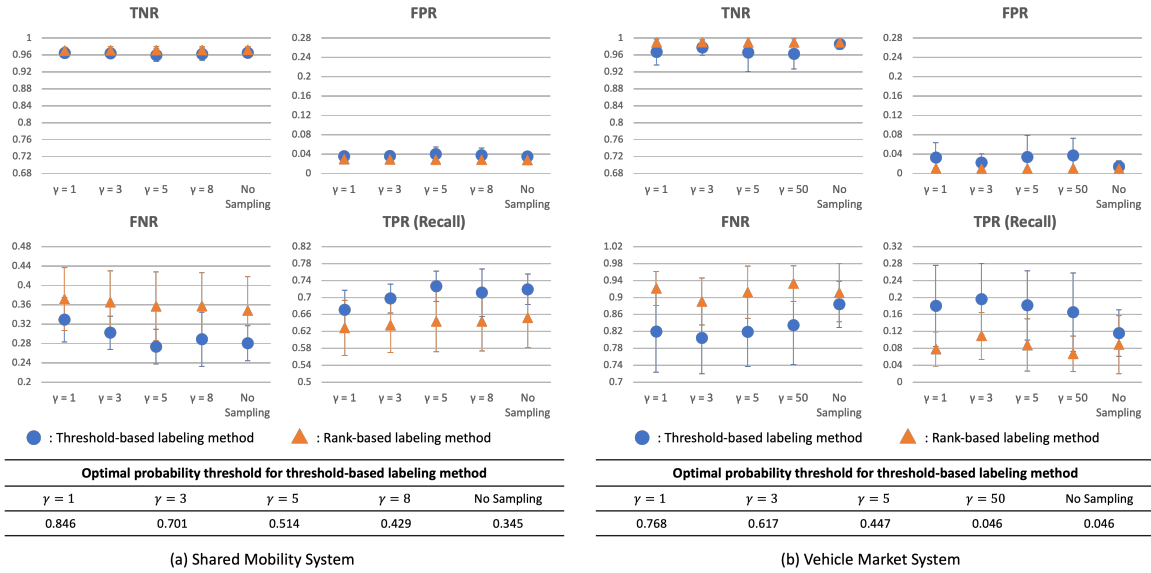 TNR
1
0.96
0.92
0.88
0.84
0.8
0.76
0.72
0.68
γ = 1 γ = 3 γ = 5 γ = 8 No
Sampling
FPR
0.28
0.24
0.2
0.16
0.12
0.08
0.04
0
γ = 1 γ = 3 γ = 5 γ = 8 No
Sampling
FNR
0.48
0.44
0.4
0.36
0.32
0.28
0.24
0.2
γ = 1 γ = 3 γ = 5 γ = 8 No
Sampling
TPR (Recall)
0.82
0.78
0.74
0.7
0.66
0.62
0.58
0.54
0.5
γ = 1 γ = 3 γ = 5 γ = 8 No
Sampling
: Threshold-based labeling method : Rank-based labeling method
Optimal probability threshold for threshold-based labeling method
γ = 1 γ = 3 γ = 5 γ = 8 No Sampling
0.846 0.701 0.514 0.429 0.345
(a) Shared Mobility System
TNR
1
0.96
0.92
0.88
0.84
0.8
0.76
0.72
0.68
γ = 1 γ = 3 γ = 5 γ = 50 No
Sampling
FPR
0.28
0.24
0.2
0.16
0.12
0.08
0.04
0
γ = 1 γ = 3 γ = 5 γ = 50 No
Sampling
FNR
1.02
0.98
0.94
0.9
0.86
0.82
0.78
0.74
0.7
γ = 1 γ = 3 γ = 5 γ = 50 No
Sampling
TPR (Recall)
0.32
0.28
0.24
0.2
0.16
0.12
0.08
0.04
0
γ = 1 γ = 3 γ = 5 γ = 50 No
Sampling
: Threshold-based labeling method : Rank-based labeling method
Optimal probability threshold for threshold-based labeling method
γ = 1 γ = 3 γ = 5 γ = 50 No Sampling
0.768 0.617 0.447 0.046 0.046
(b) Vehicle Market System